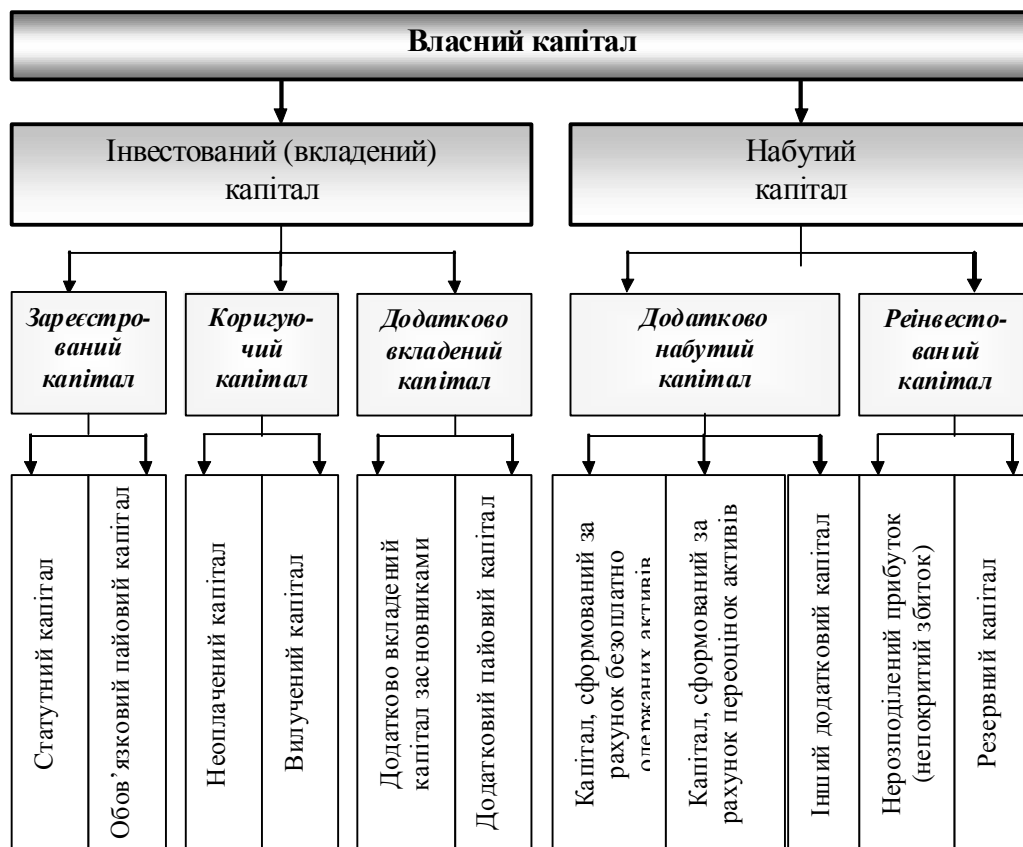 Власний капітал
Інвестований (вкладений)
капітал
Набутий
капітал
Зареєстро-
ваний
капітал
Коригую-
чий
капітал
Додатково
вкладений
капітал
Додатково
набутий
капітал
Реінвесто-
ваний
капітал
Статутний капітал
Обов’язковий пайовий капітал
Неоплачений капітал
Вилучений капітал
Додатково вкладений
капітал засновниками
Додатковий пайовий капітал
Капітал, сформований за
рахунок безоплатно
одержаних активів
Капітал, сформований за
рахунок переоцінок активів
Інший додатковий капітал
Нерозподілений прибуток
(непокритий збиток)
Резервний капітал